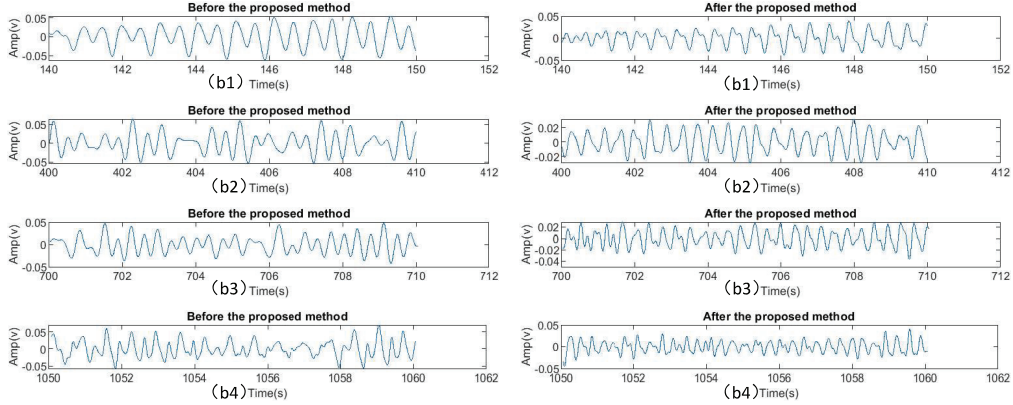 Before the proposed method
Amp(v)
0.05
0
-0.05
140 142 144 146 148 150 152
(b1) Time(s)
After the proposed method
Amp(v)
0.05
0
-0.05
140 142 144 146 148 150 152
(b1) Time(s)
Before the proposed method
Amp(v)
0.05
0
-0.05
400 402 404 406 408 410 412
(b2) Time(s)
After the proposed method
Amp(v)
0.02
0
-0.02
400 402 404 406 408 410 412
(b2) Time(s)
Before the proposed method
Amp(v)
0.05
0
-0.05
700 702 704 706 708 710 712
(b3) Time(s)
After the proposed method
Amp(v)
0.02
0
-0.02
-0.04
700 702 704 706 708 710 712
(b3) Time(s)
Before the proposed method
Amp(v)
0.05
0
-0.05
1050 1052 1054 1056 1058 1060 1062
(b4) Time(s)
After the proposed method
Amp(v)
0.05
0
-0.05
1050 1052 1054 1056 1058 1060 1062
(b4) Time(s)